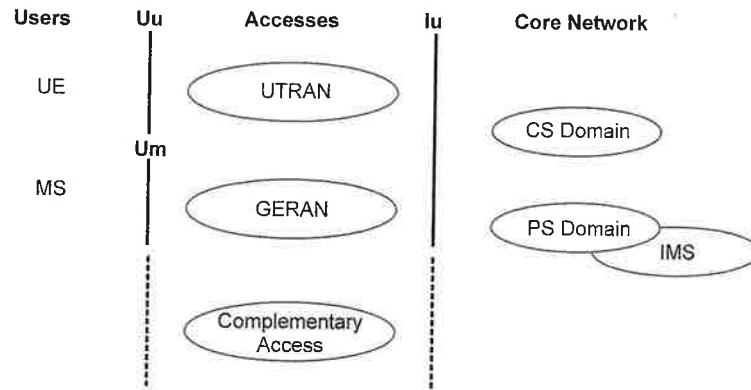 Users Uu Accesses iu Core Network
UE UTRAN
CS Domain
Um
MS GERAN
PS Domain
IMS
Complementary
Access